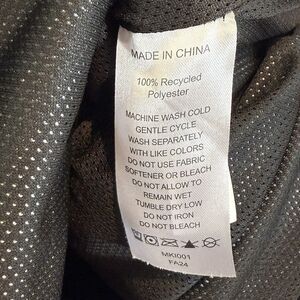 MADE IN CHINA
100% Recycled
Polyester
MACHINE WASH COLD
GENTLE CYCLE
WASH SEPARATELY
WITH LIKE COLORS
DO NOT USE FABRIC
SOFTENER OR BLEACH
DO NOT ALLOW TO
REMAIN WET
TUMBLE DRY LOW
DO NOT IRON
DO NOT BLEACH
MKI001
FA24